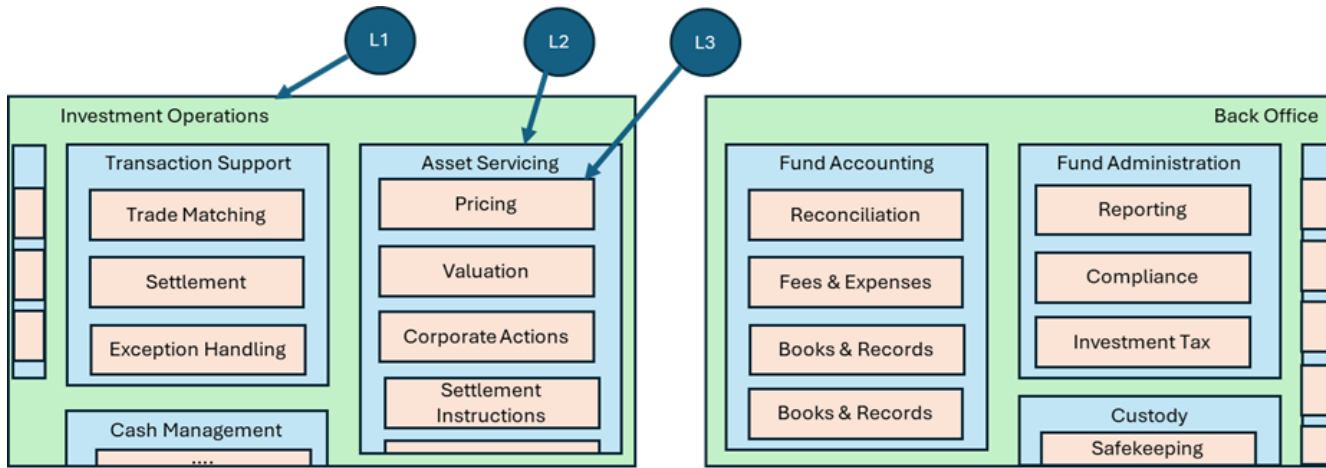 L1
L2
L3
Investment Operations
Transaction Support
Trade Matching
Settlement
Exception Handling
Cash Management
....
Asset Servicing
Pricing
Valuation
Corporate Actions
Settlement
Instructions
Back Office
Fund Accounting
Reconciliation
Fees & Expenses
Books & Records
Books & Records
Fund Administration
Reporting
Compliance
Investment Tax
Custody
Safekeeping